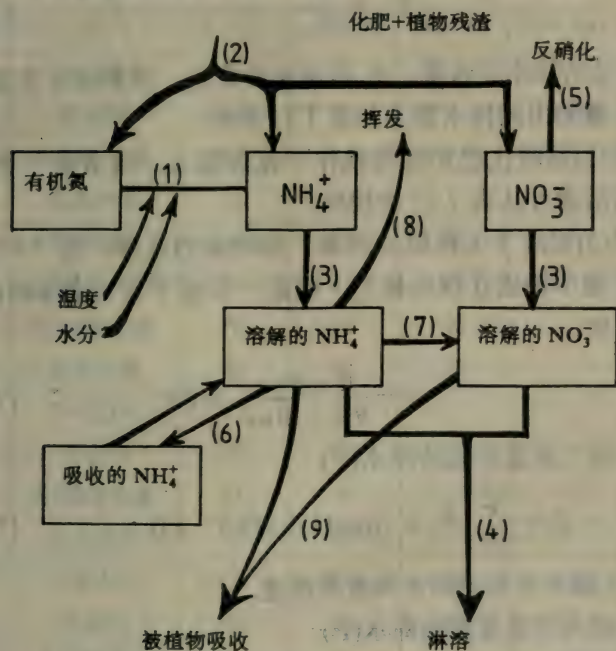 化肥+植物残渣
(2)
反硝化
(5)
挥发
有机氮
(1)
NH₄⁺
NO₃⁻
(8)
温度
水分
(3)
(3)
溶解的 NH₄⁺
(7)
溶解的 NO₃⁻
(6)
吸收的 NH₄⁺
(9)
(4)
被植物吸收
淋溶